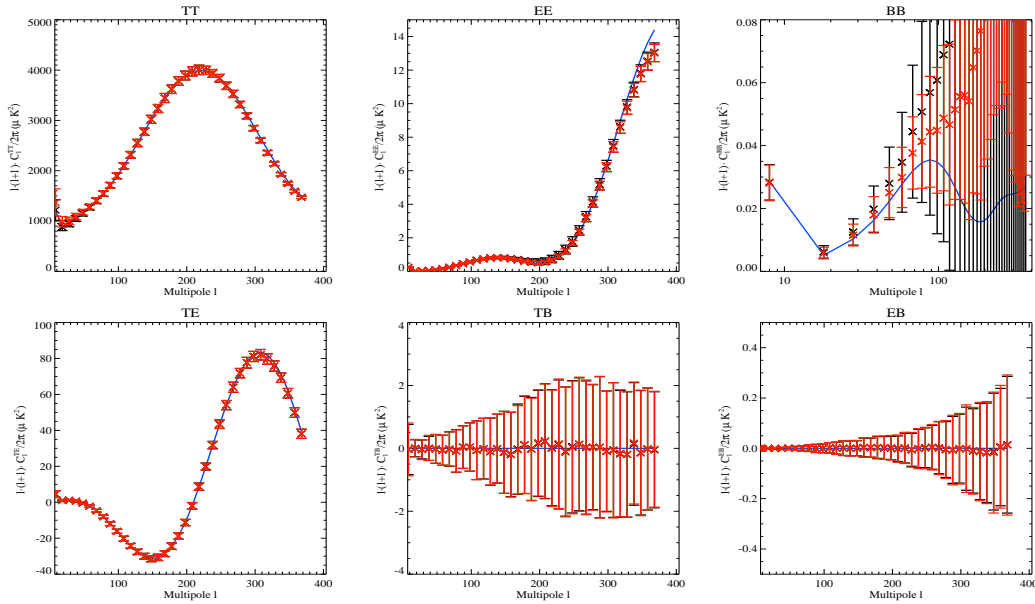 TT
5000
4000
3000
2000
1000
0
l·(l+1)· C_l^TT/2π (μ K²)
100 200 300 400
Multipole l
EE
14
12
10
8
6
4
2
0
l·(l+1)· C_l^EE/2π (μ K²)
0 100 200 300 400
Multipole l
BB
0.08
0.06
0.04
0.02
0.00
l·(l+1)· C_l^BB/2π (μ K²)
10 100
Multipole l
TE
100
80
60
40
20
0
-20
-40
l·(l+1)· C_l^TE/2π (μ K²)
100 200 300 400
Multipole l
TB
4
2
0
-2
-4
l·(l+1)· C_l^TB/2π (μ K²)
100 200 300 400
Multipole l
EB
0.4
0.2
0.0
-0.2
-0.4
l·(l+1)· C_l^EB/2π (μ K²)
100 200 300 400
Multipole l